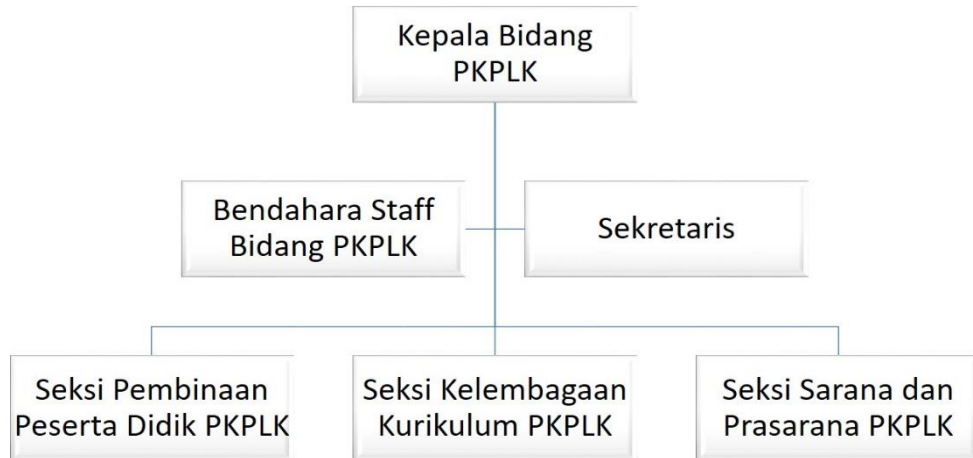 Kepala Bidang
PKPLK
Bendahara Staff
Bidang PKPLK
Sekretaris
Seksi Pembinaan
Peserta Didik PKPLK
Seksi Kelembagaan
Kurikulum PKPLK
Seksi Sarana dan
Prasarana PKPLK